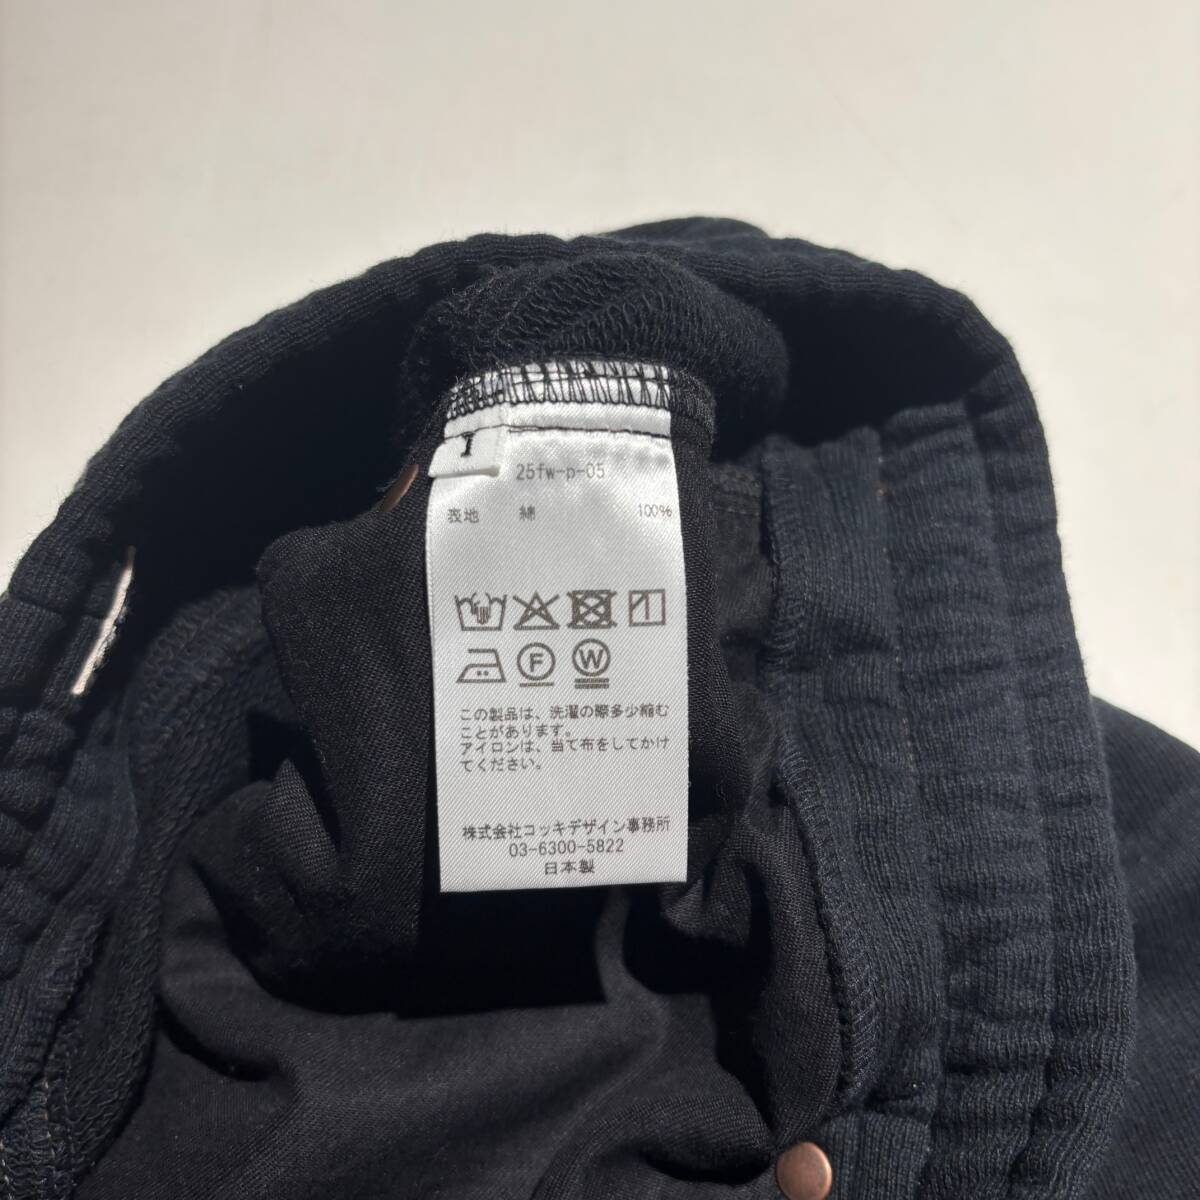 1
25fw-p-05
表地 綿 100%
F W
この製品は、洗濯の際多少縮む
ことがあります。
アイロンは、当て布をしてかけ
てください。
株式会社コッキデザイン事務所
03-6300-5822
日本製